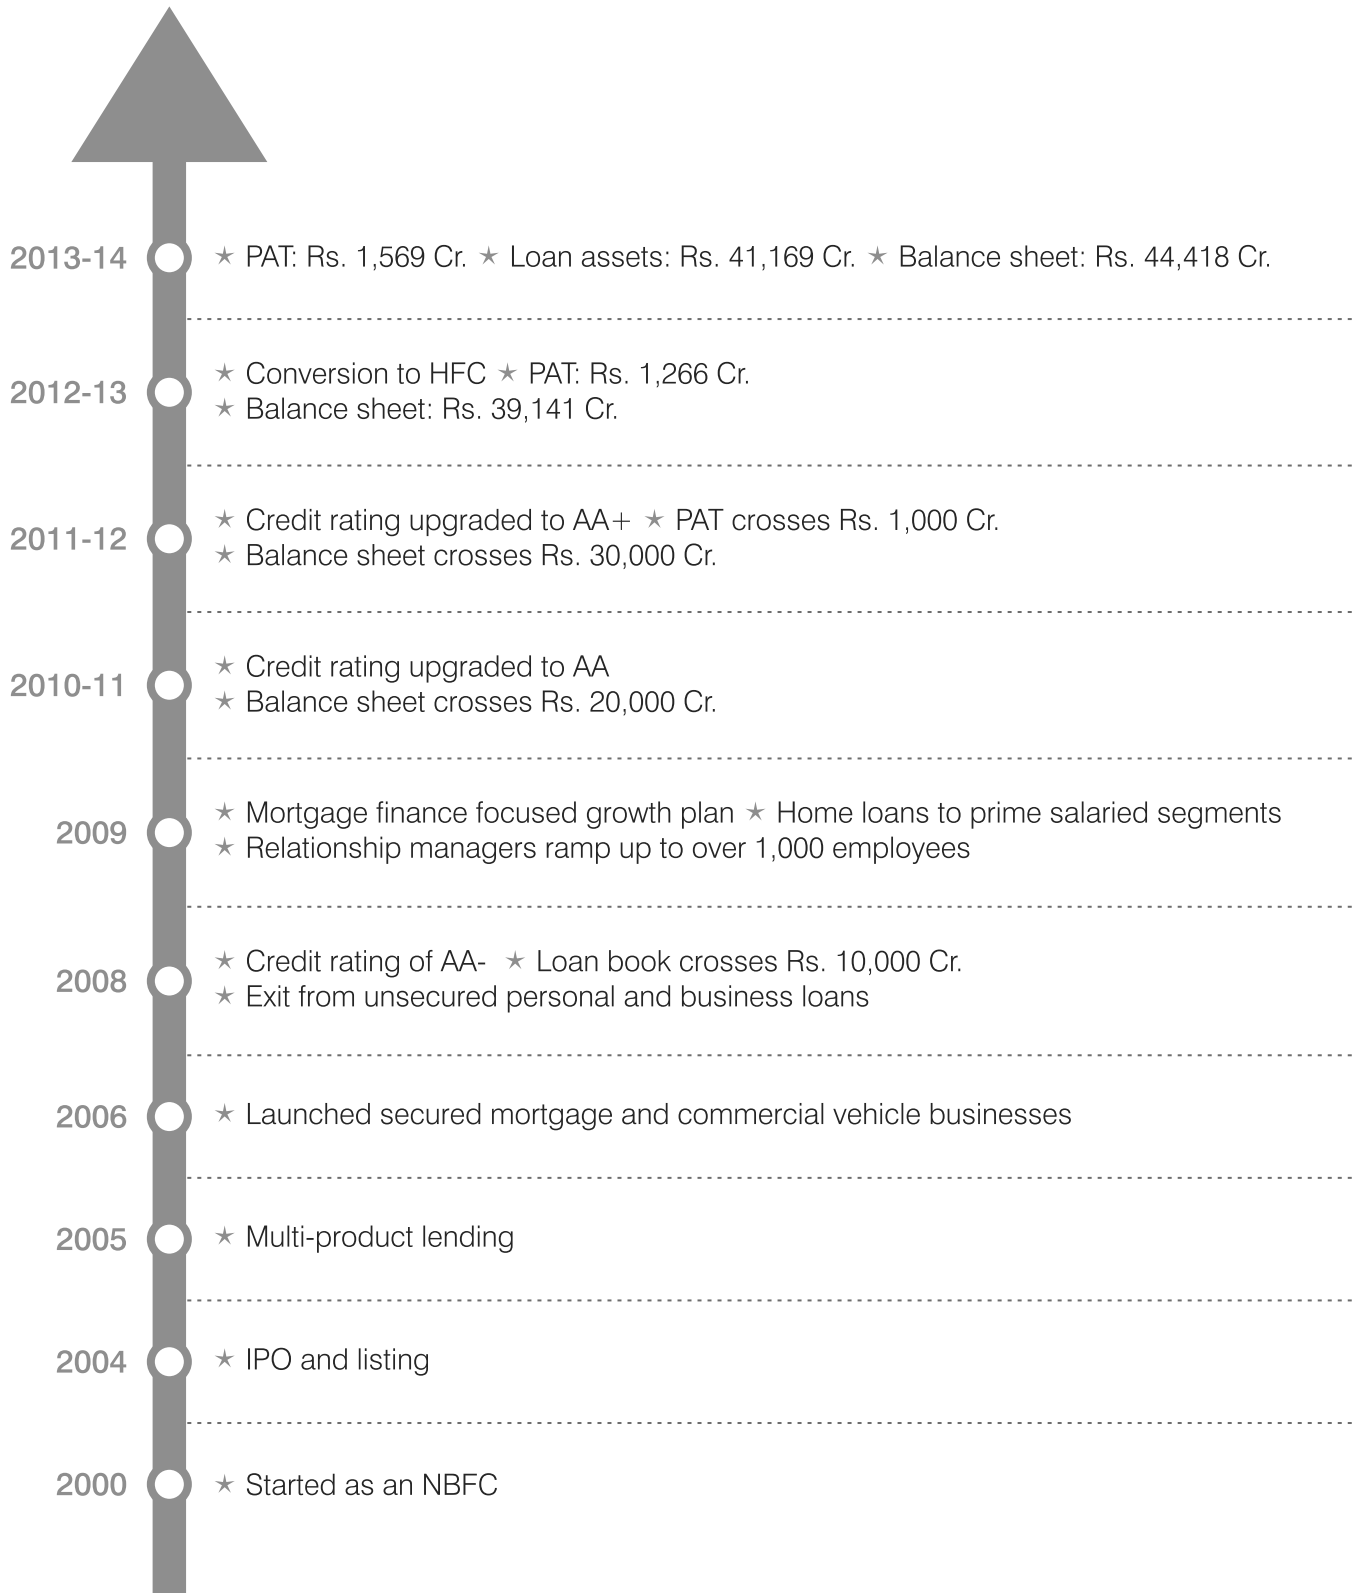 2013-14 ★ PAT: Rs. 1,569 Cr. ★ Loan assets: Rs. 41,169 Cr. ★ Balance sheet: Rs. 44,418 Cr.
2012-13
★ Conversion to HFC ★ PAT: Rs. 1,266 Cr.
★ Balance sheet: Rs. 39,141 Cr.
2011-12
★ Credit rating upgraded to AA+ ★ PAT crosses Rs. 1,000 Cr.
★ Balance sheet crosses Rs. 30,000 Cr.
2010-11
★ Credit rating upgraded to AA
★ Balance sheet crosses Rs. 20,000 Cr.
2009
★ Mortgage finance focused growth plan ★ Home loans to prime salaried segments
★ Relationship managers ramp up to over 1,000 employees
2008
★ Credit rating of AA- ★ Loan book crosses Rs. 10,000 Cr.
★ Exit from unsecured personal and business loans
2006 ★ Launched secured mortgage and commercial vehicle businesses
2005 ★ Multi-product lending
2004 ★ IPO and listing
2000 ★ Started as an NBFC